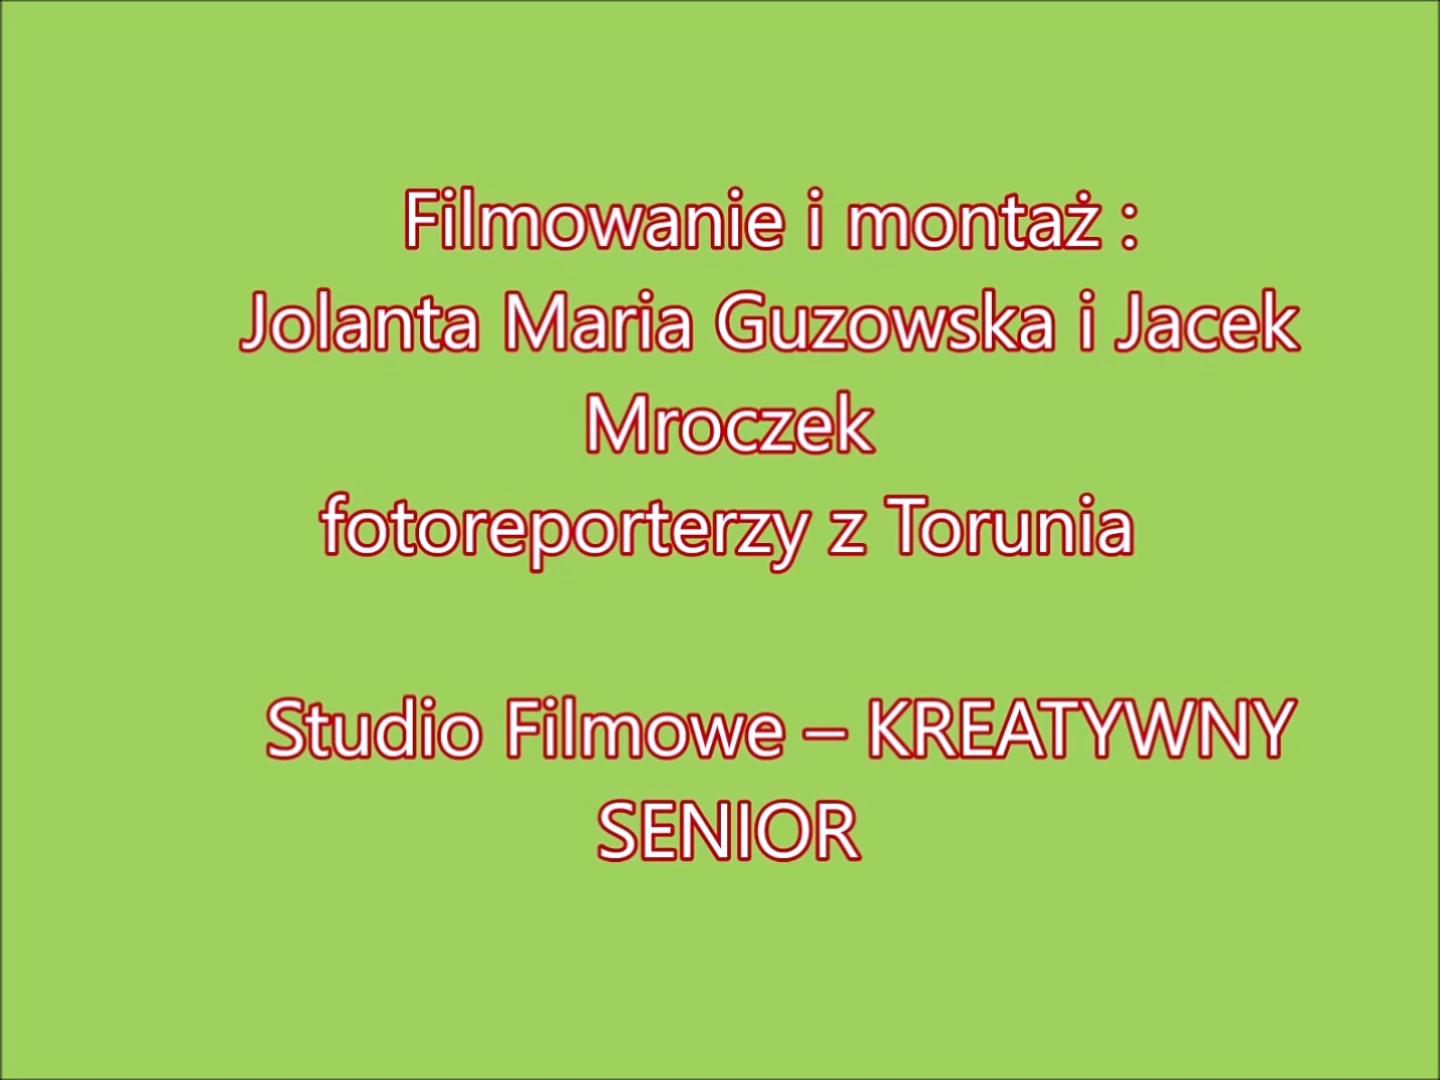 Filmowanie i montaż :
Jolanta Maria Guzowska i Jacek
Mroczek
fotoreporterzy z Torunia
Studio Filmowe – KREATYWNY
SENIOR